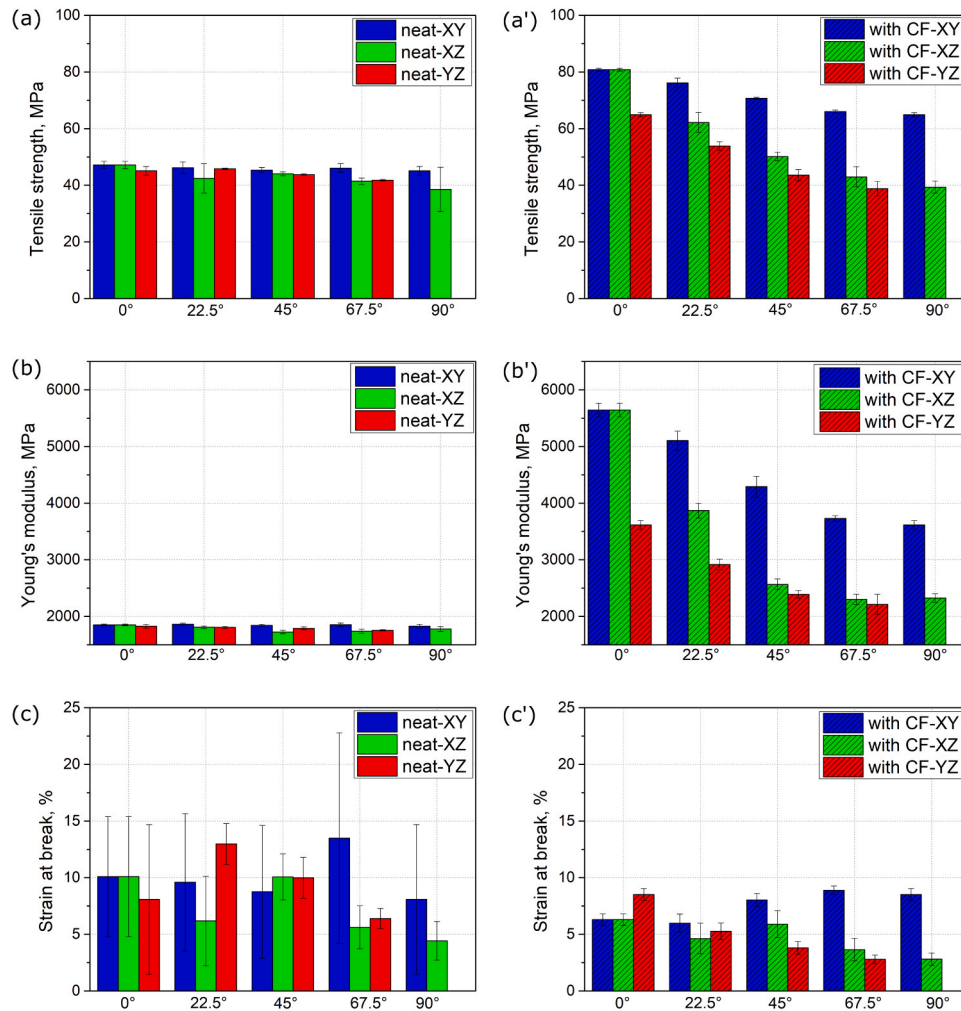 (a)
neat-XY
neat-XZ
neat-YZ
Tensile strength, MPa
100
80
60
40
20
0
0°
22.5°
45°
67.5°
90°
(a')
with CF-XY
with CF-XZ
with CF-YZ
Tensile strength, MPa
100
80
60
40
20
0
0°
22.5°
45°
67.5°
90°
(b)
neat-XY
neat-XZ
neat-YZ
Young's modulus, MPa
6000
5000
4000
3000
2000
0°
22.5°
45°
67.5°
90°
(b')
with CF-XY
with CF-XZ
with CF-YZ
Young's modulus, MPa
6000
5000
4000
3000
2000
0°
22.5°
45°
67.5°
90°
(c)
neat-XY
neat-XZ
neat-YZ
Strain at break, %
25
20
15
10
5
0
0°
22.5°
45°
67.5°
90°
(c')
with CF-XY
with CF-XZ
with CF-YZ
Strain at break, %
25
20
15
10
5
0
0°
22.5°
45°
67.5°
90°